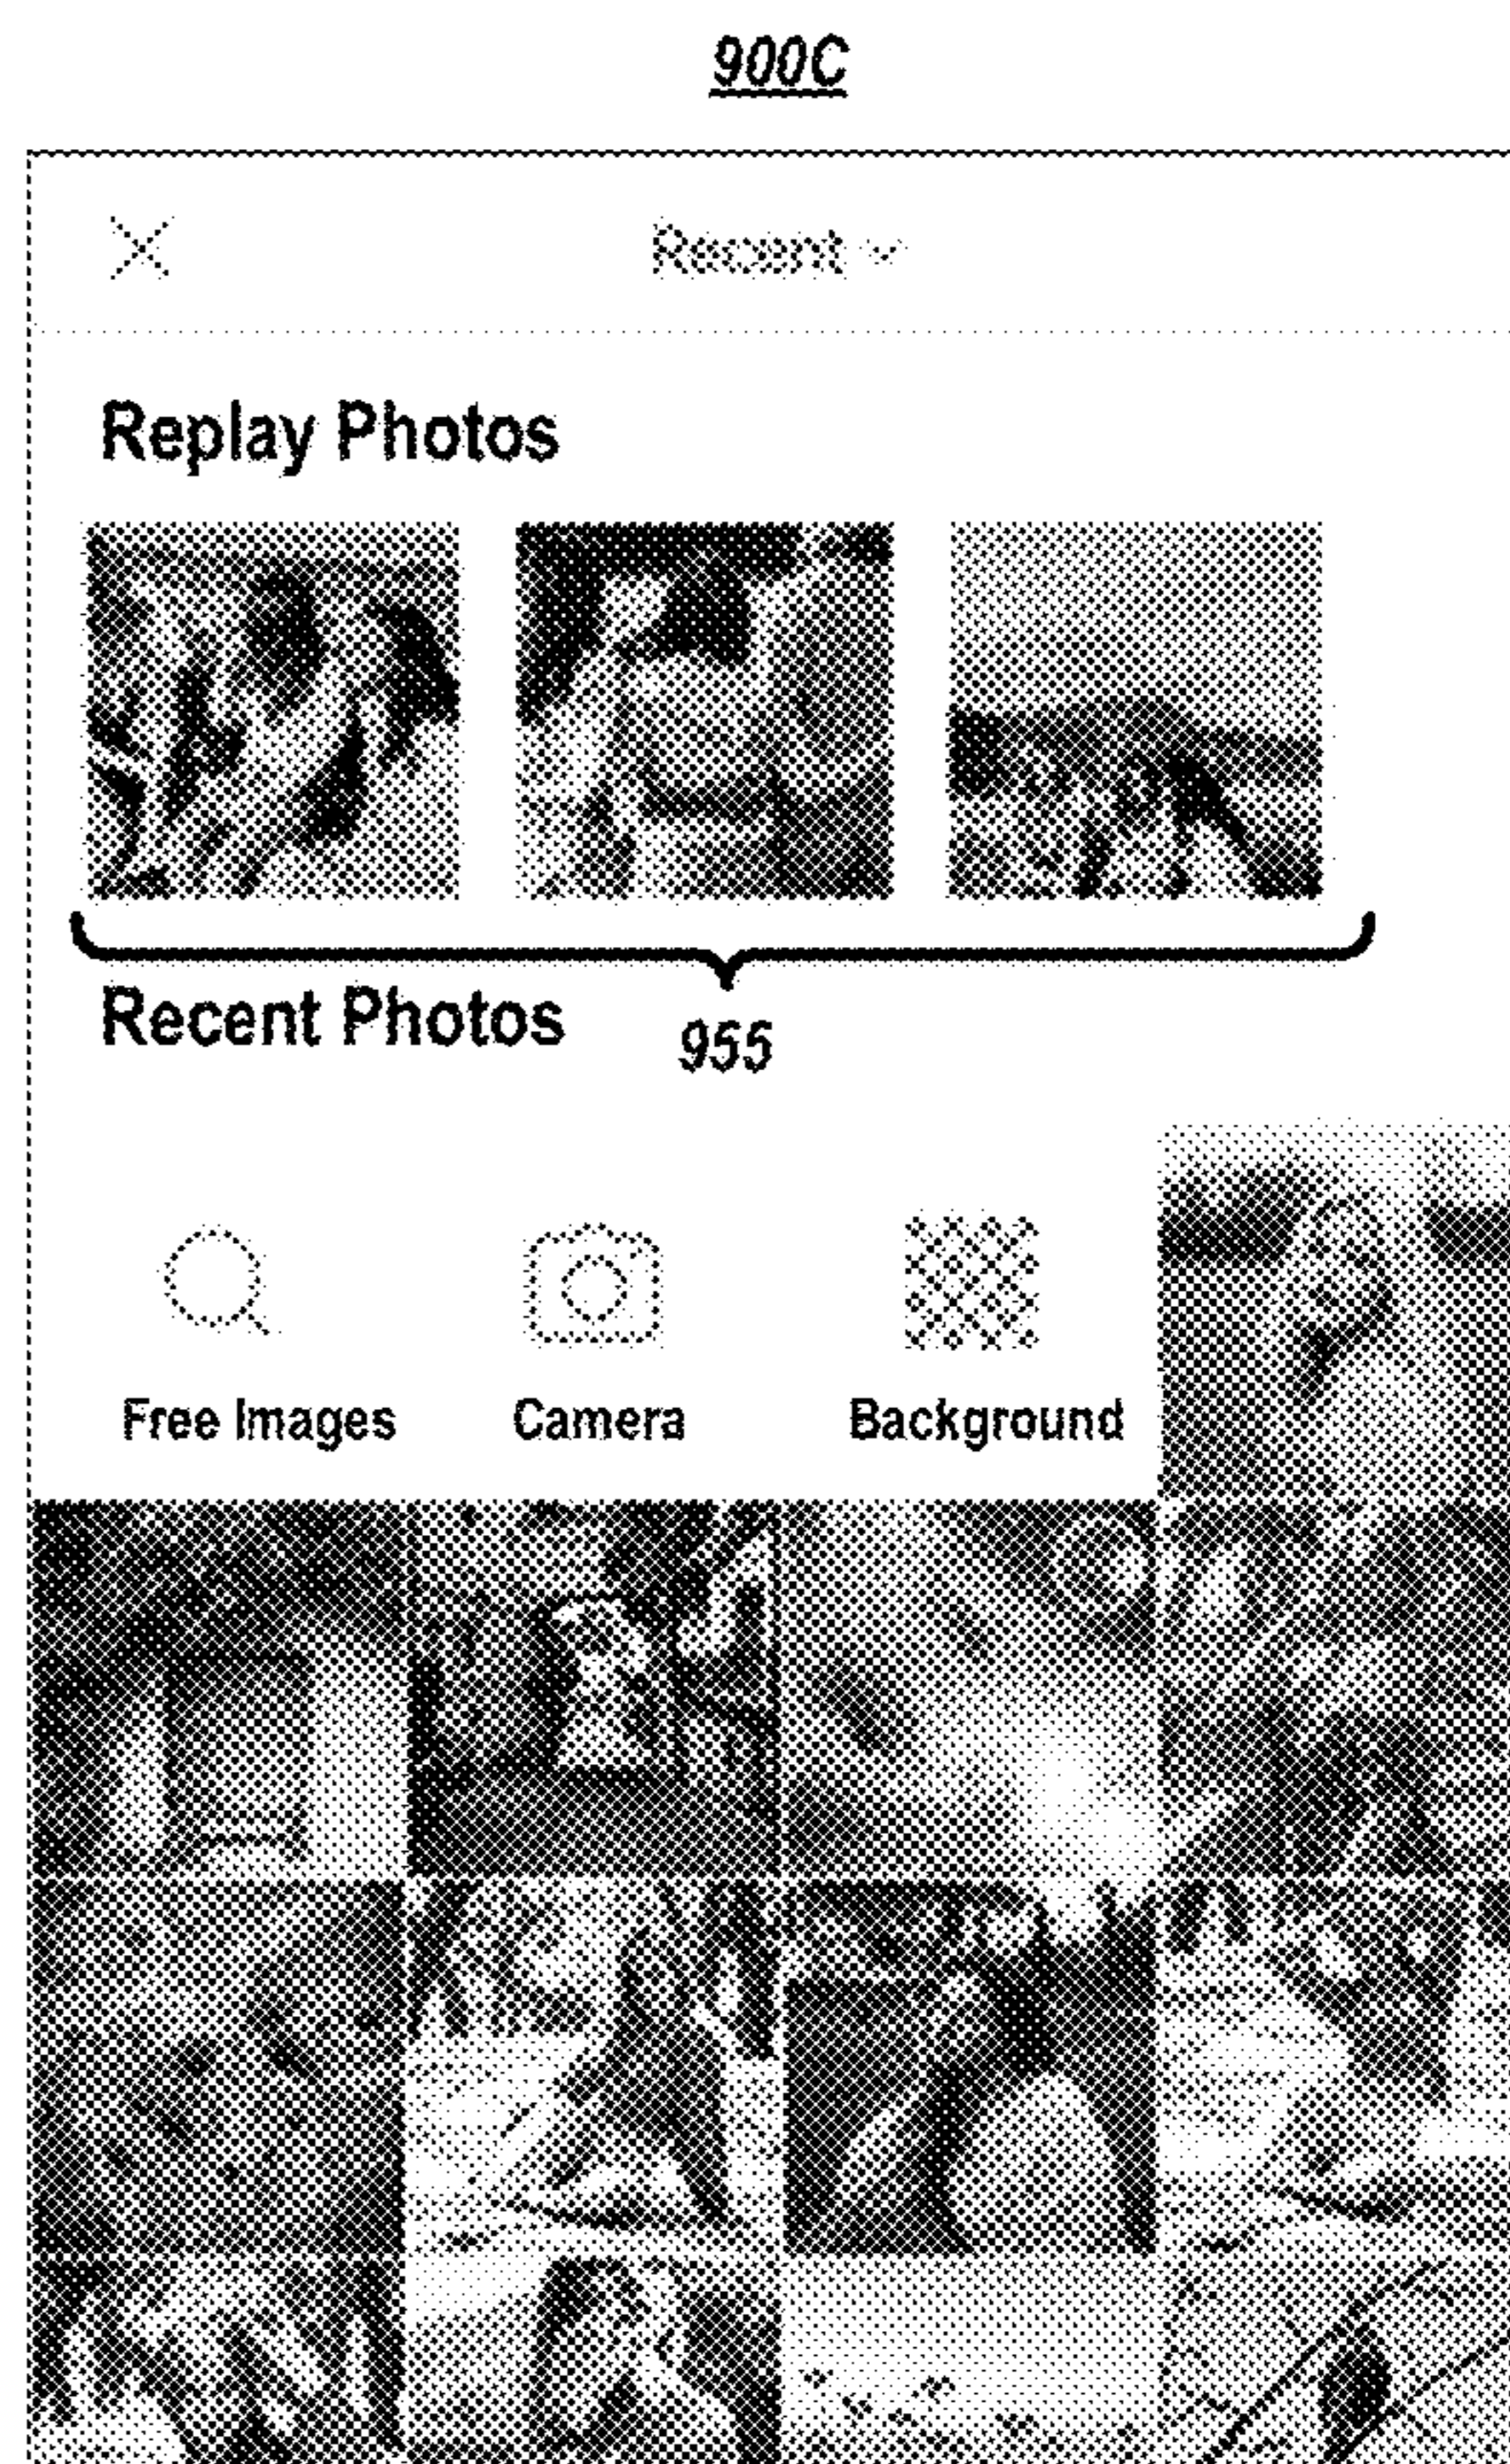 900C
Recent
Replay Photos
Recent Photos
955
Free Images
Camera
Background